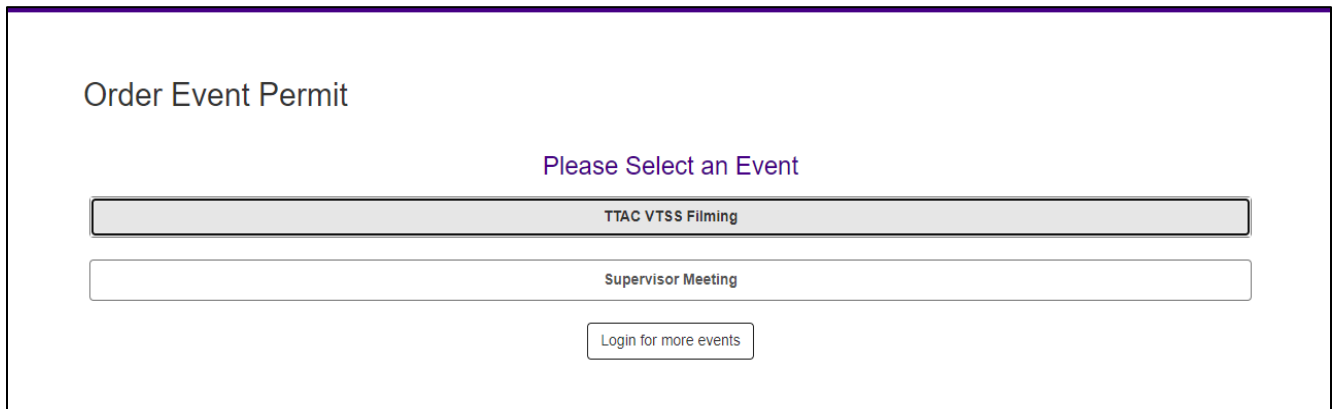 Order Event Permit
Please Select an Event
TTAC VTSS Filming
Supervisor Meeting
Login for more events